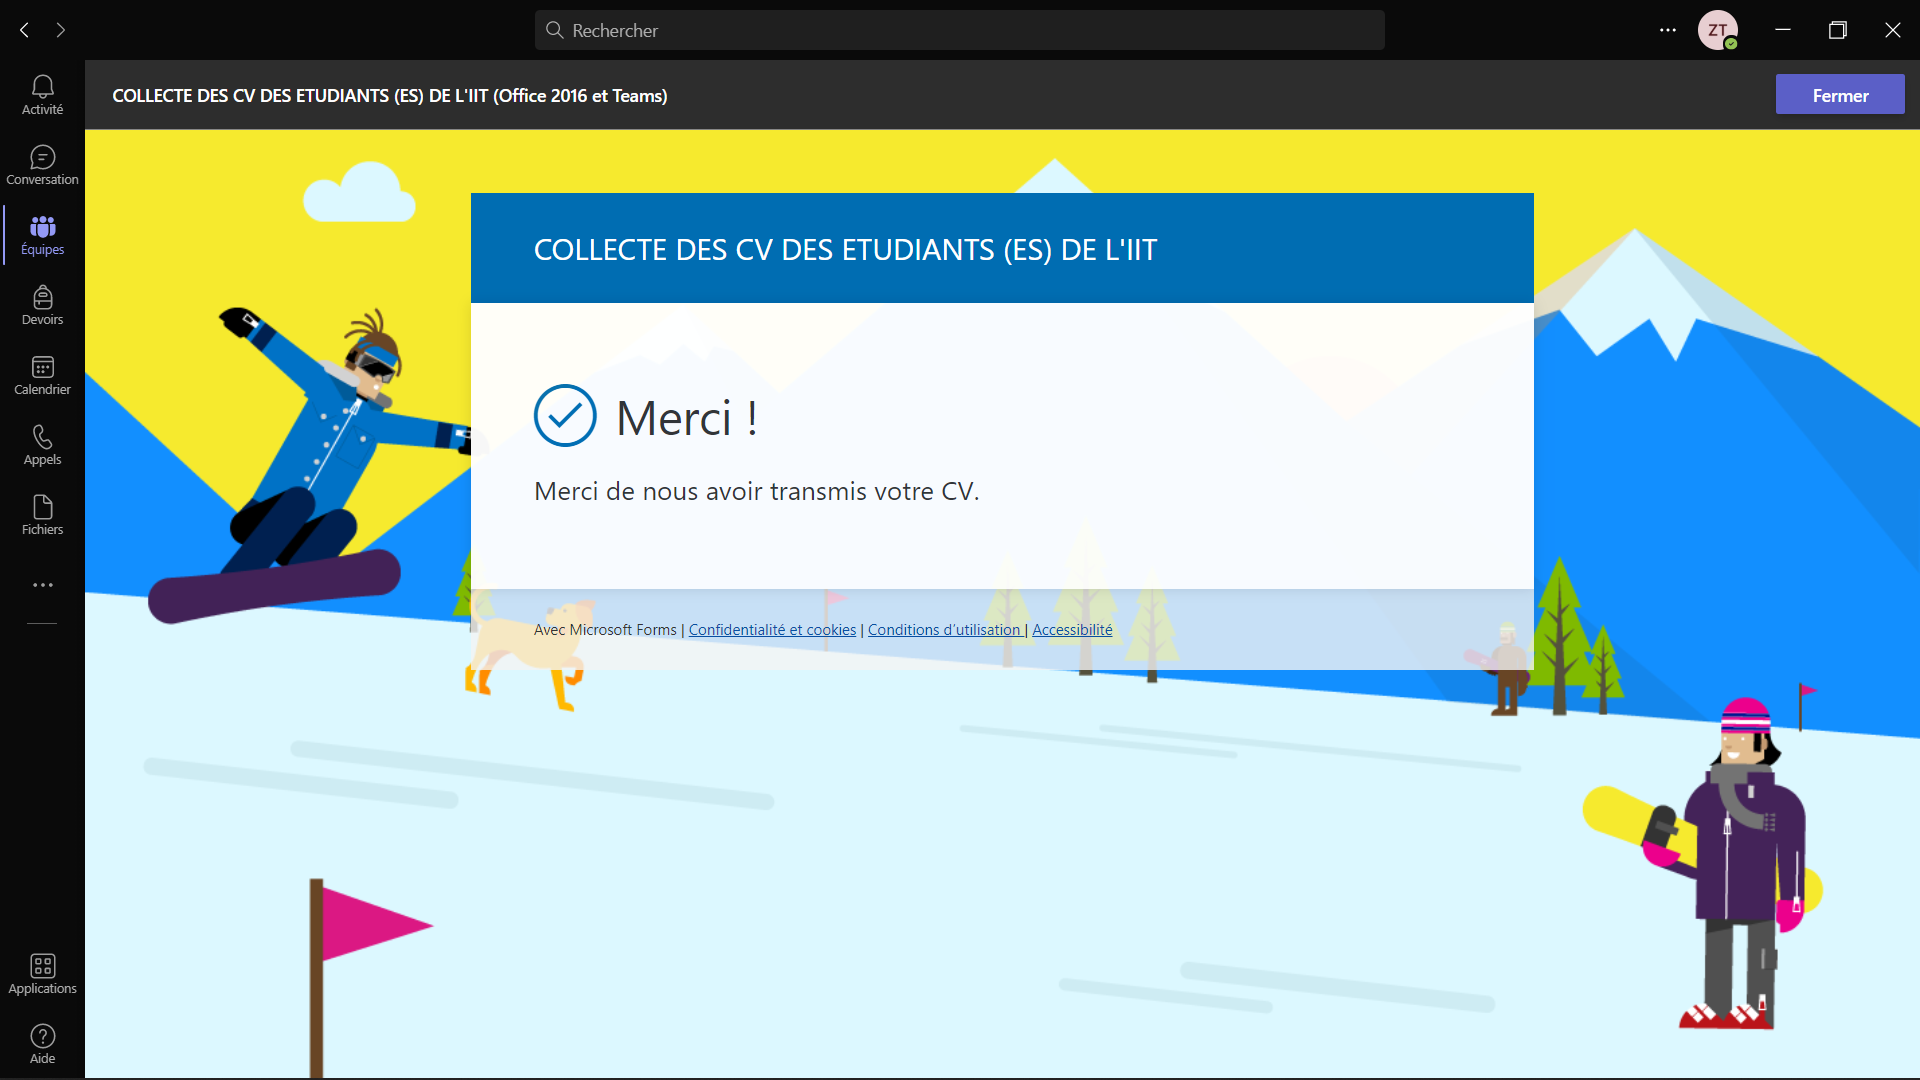 Rechercher
ZT
COLLECTE DES CV DES ETUDIANTS (ES) DE L'IIT (Office 2016 et Teams)
Fermer
Activité
Conversation
Équipes
Devoirs
Calendrier
Appels
Fichiers
Applications
Aide
COLLECTE DES CV DES ETUDIANTS (ES) DE L'IIT
Merci !
Merci de nous avoir transmis votre CV.
Avec Microsoft Forms | Confidentialité et cookies | Conditions d'utilisation | Accessibilité